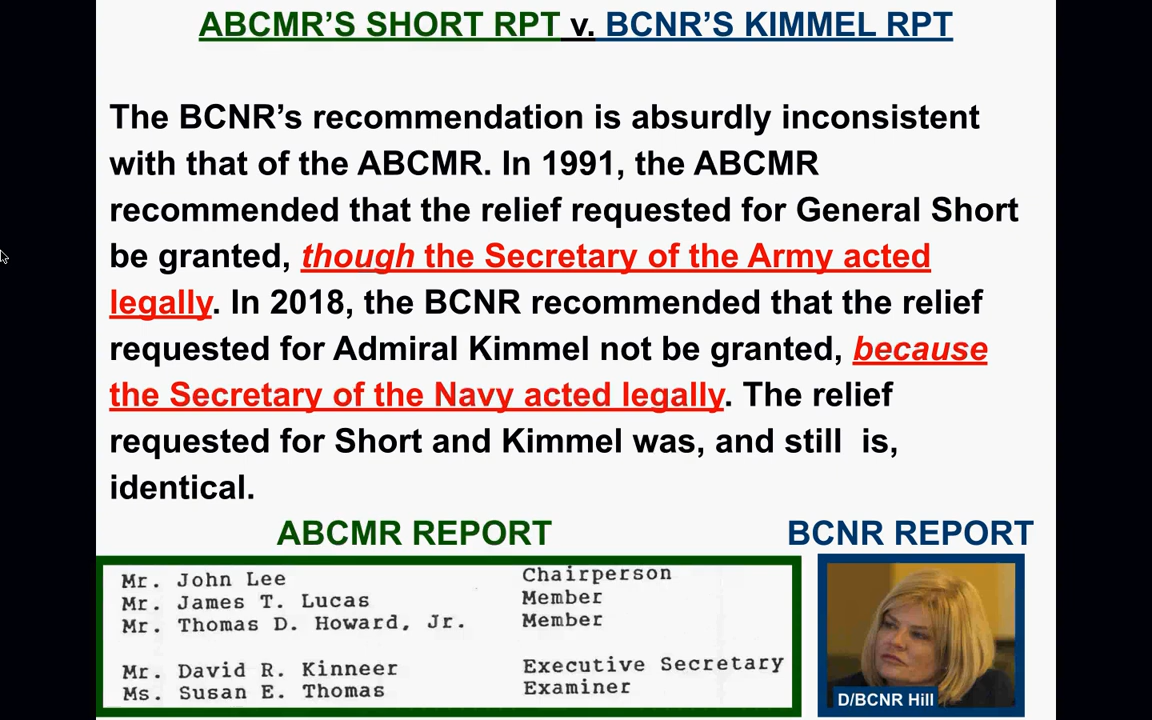 ABCMR’S SHORT RPT v. BCNR’S KIMMEL RPT
The BCNR’s recommendation is absurdly inconsistent
with that of the ABCMR. In 1991, the ABCMR
recommended that the relief requested for General Short
be granted, though the Secretary of the Army acted
legally. In 2018, the BCNR recommended that the relief
requested for Admiral Kimmel not be granted, because
the Secretary of the Navy acted legally. The relief
requested for Short and Kimmel was, and still  is,
identical.
ABCMR REPORT
Mr. John Lee Chairperson
Mr. James T. Lucas Member
Mr. Thomas D. Howard, Jr. Member
Mr. David R. Kinneer Executive Secretary
Ms. Susan E. Thomas Examiner
BCNR REPORT
D/BCNR Hill